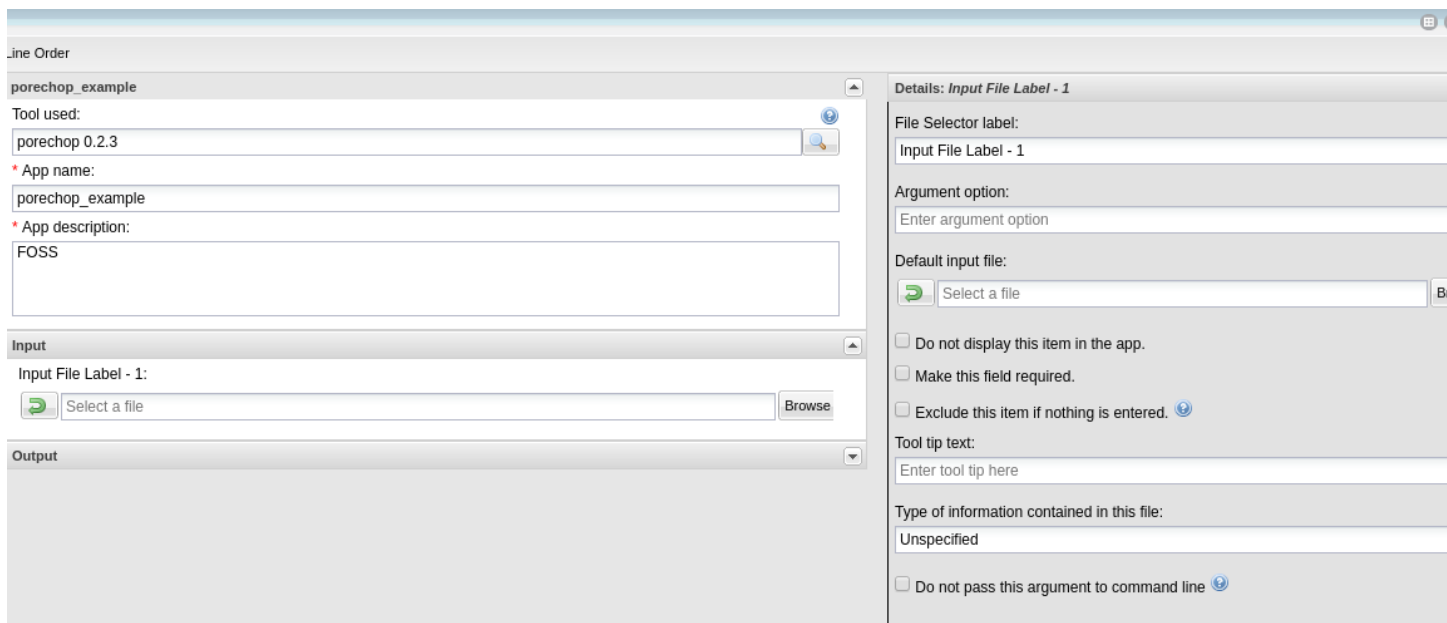 Line Order
porechop_example
Tool used:
porechop 0.2.3
* App name:
porechop_example
* App description:
FOSS
Input
Input File Label - 1:
Select a file
Browse
Output
Details: Input File Label - 1
File Selector label:
Input File Label - 1
Argument option:
Enter argument option
Default input file:
Select a file
Do not display this item in the app.
Make this field required.
Exclude this item if nothing is entered.
Tool tip text:
Enter tool tip here
Type of information contained in this file:
Unspecified
Do not pass this argument to command line